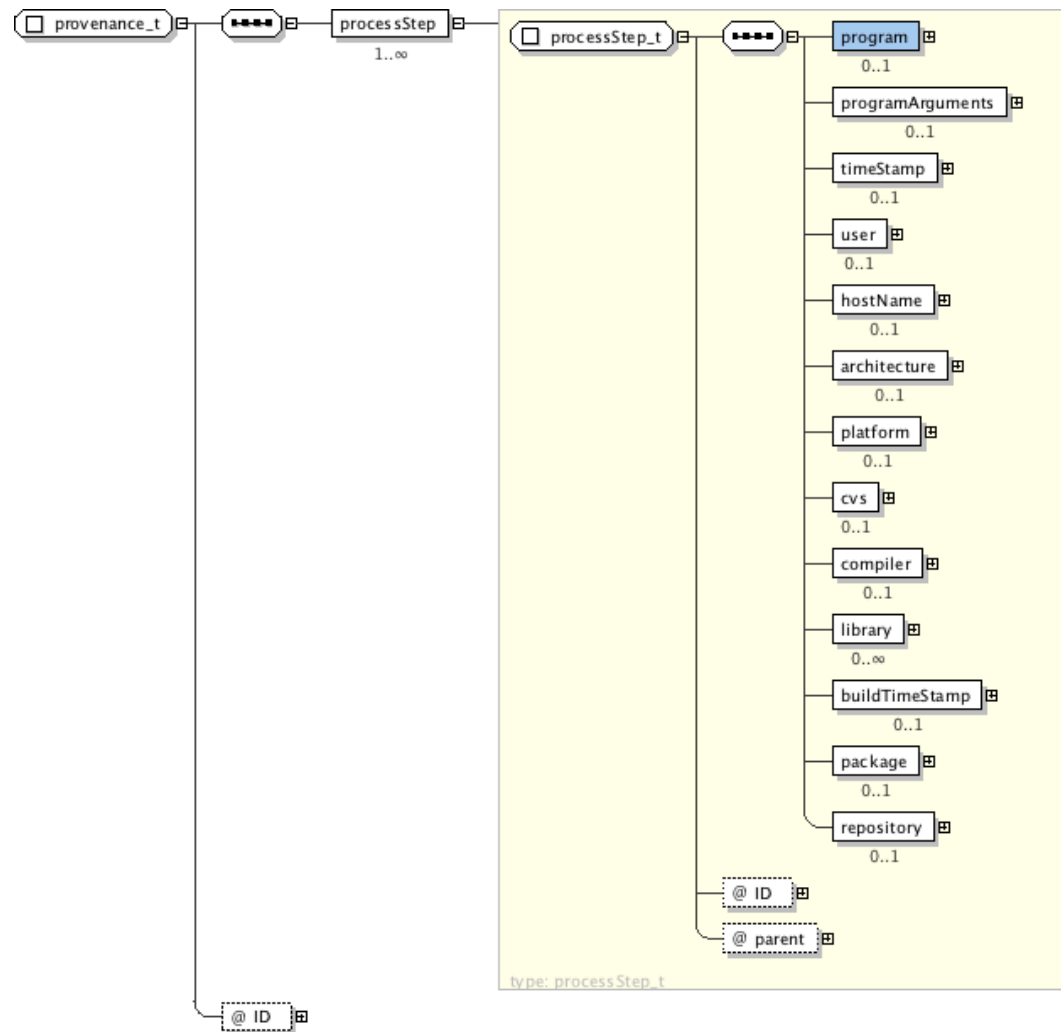 provenance_t
processStep
1..∞
processStep_t
program
0..1
programArguments
0..1
timeStamp
0..1
user
0..1
hostName
0..1
architecture
0..1
platform
0..1
cvs
0..1
compiler
0..1
library
0..∞
buildTimeStamp
0..1
package
0..1
repository
0..1
@ ID
@ parent
type: processStep_t
@ ID